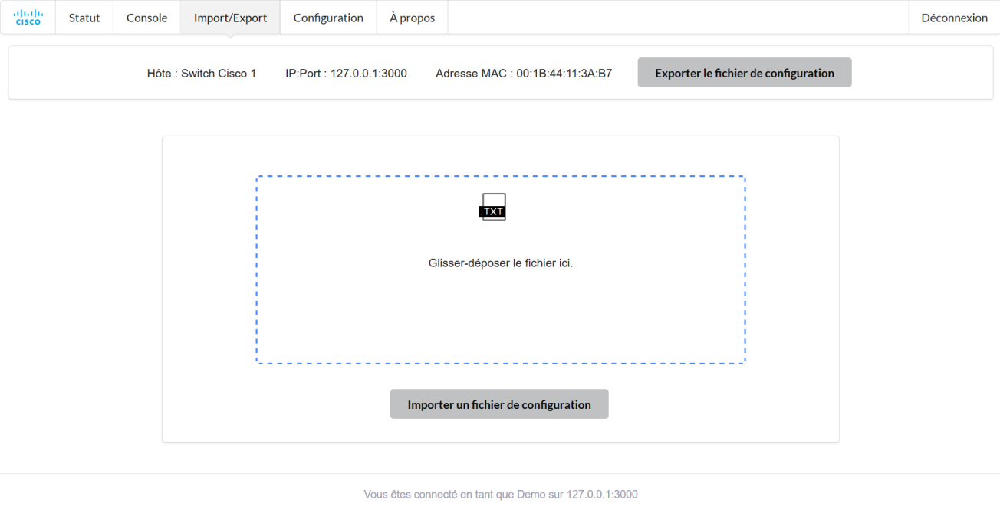 cisco Statut Console Import/Export Configuration À propos Déconnexion
Hôte : Switch Cisco 1 IP:Port : 127.0.0.1:3000 Adresse MAC : 00:1B:44:11:3A:B7 Exporter le fichier de configuration
.TXT
Glisser-déposer le fichier ici.
Importer un fichier de configuration
Vous êtes connecté en tant que Demo sur 127.0.0.1:3000